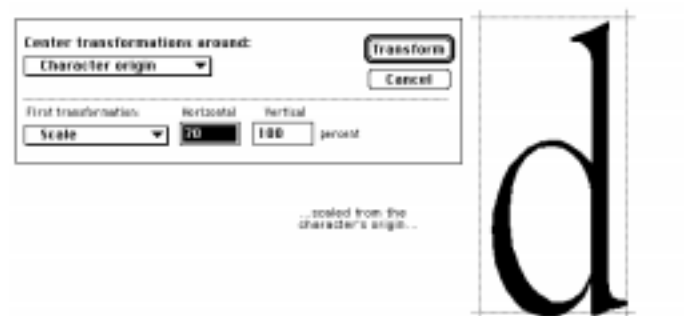 Center transformations around:
Transform
Character origin
Cancel
First transformation: Horizontal Vertical
Scale 70 100 percent
...scaled from the
character's origin...
d